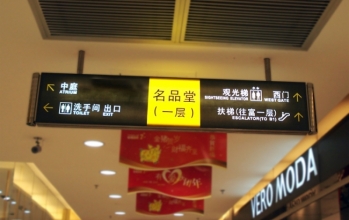 中庭
ATRIUM
洗手间 出口
TOILET EXIT
名品堂
(一层)
观光梯 西门
SIGHTSEEING ELEVATOR WEST GATE
扶梯(往富一层)
ESCALATOR(TO B1)
VERO MODA